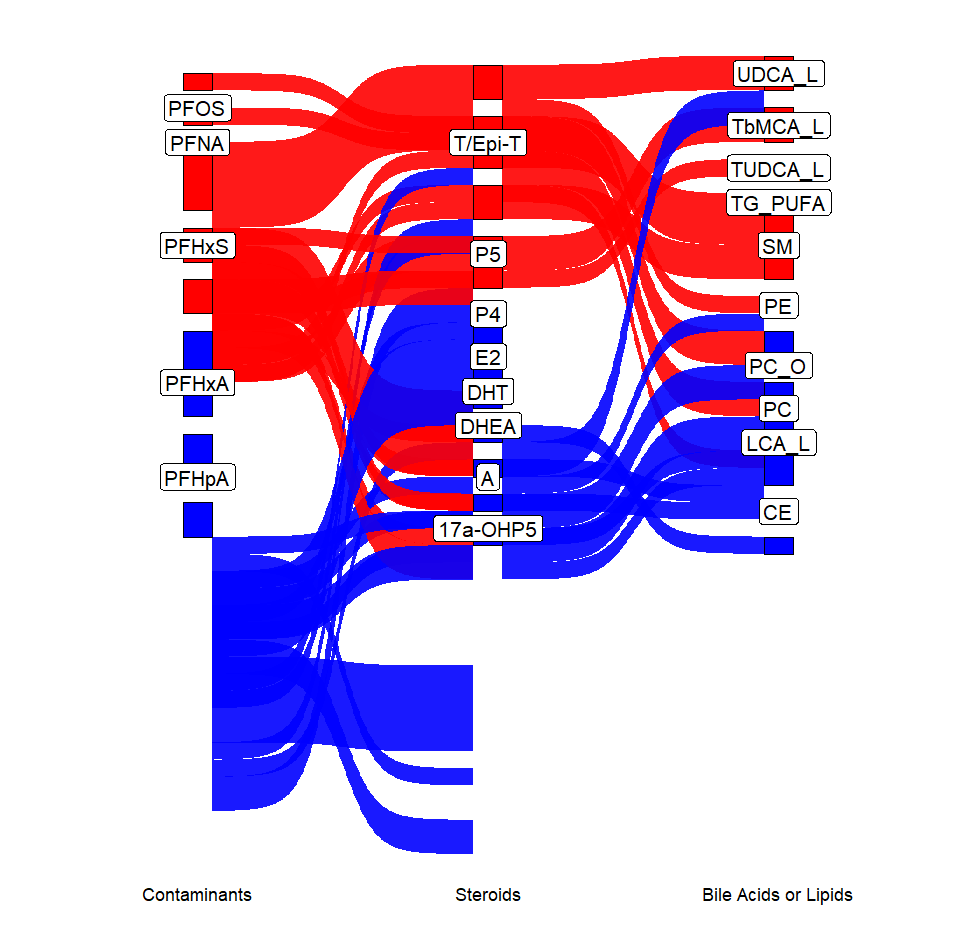 PFOS
PFNA
PFHxS
PFHxA
PFHpA
T/Epi-T
P5
P4
E2
DHT
DHEA
A
17a-OHP5
UDCA_L
TbMCA_L
TUDCA_L
TG_PUFA
SM
PE
PC_O
PC
LCA_L
CE
Contaminants
Steroids
Bile Acids or Lipids